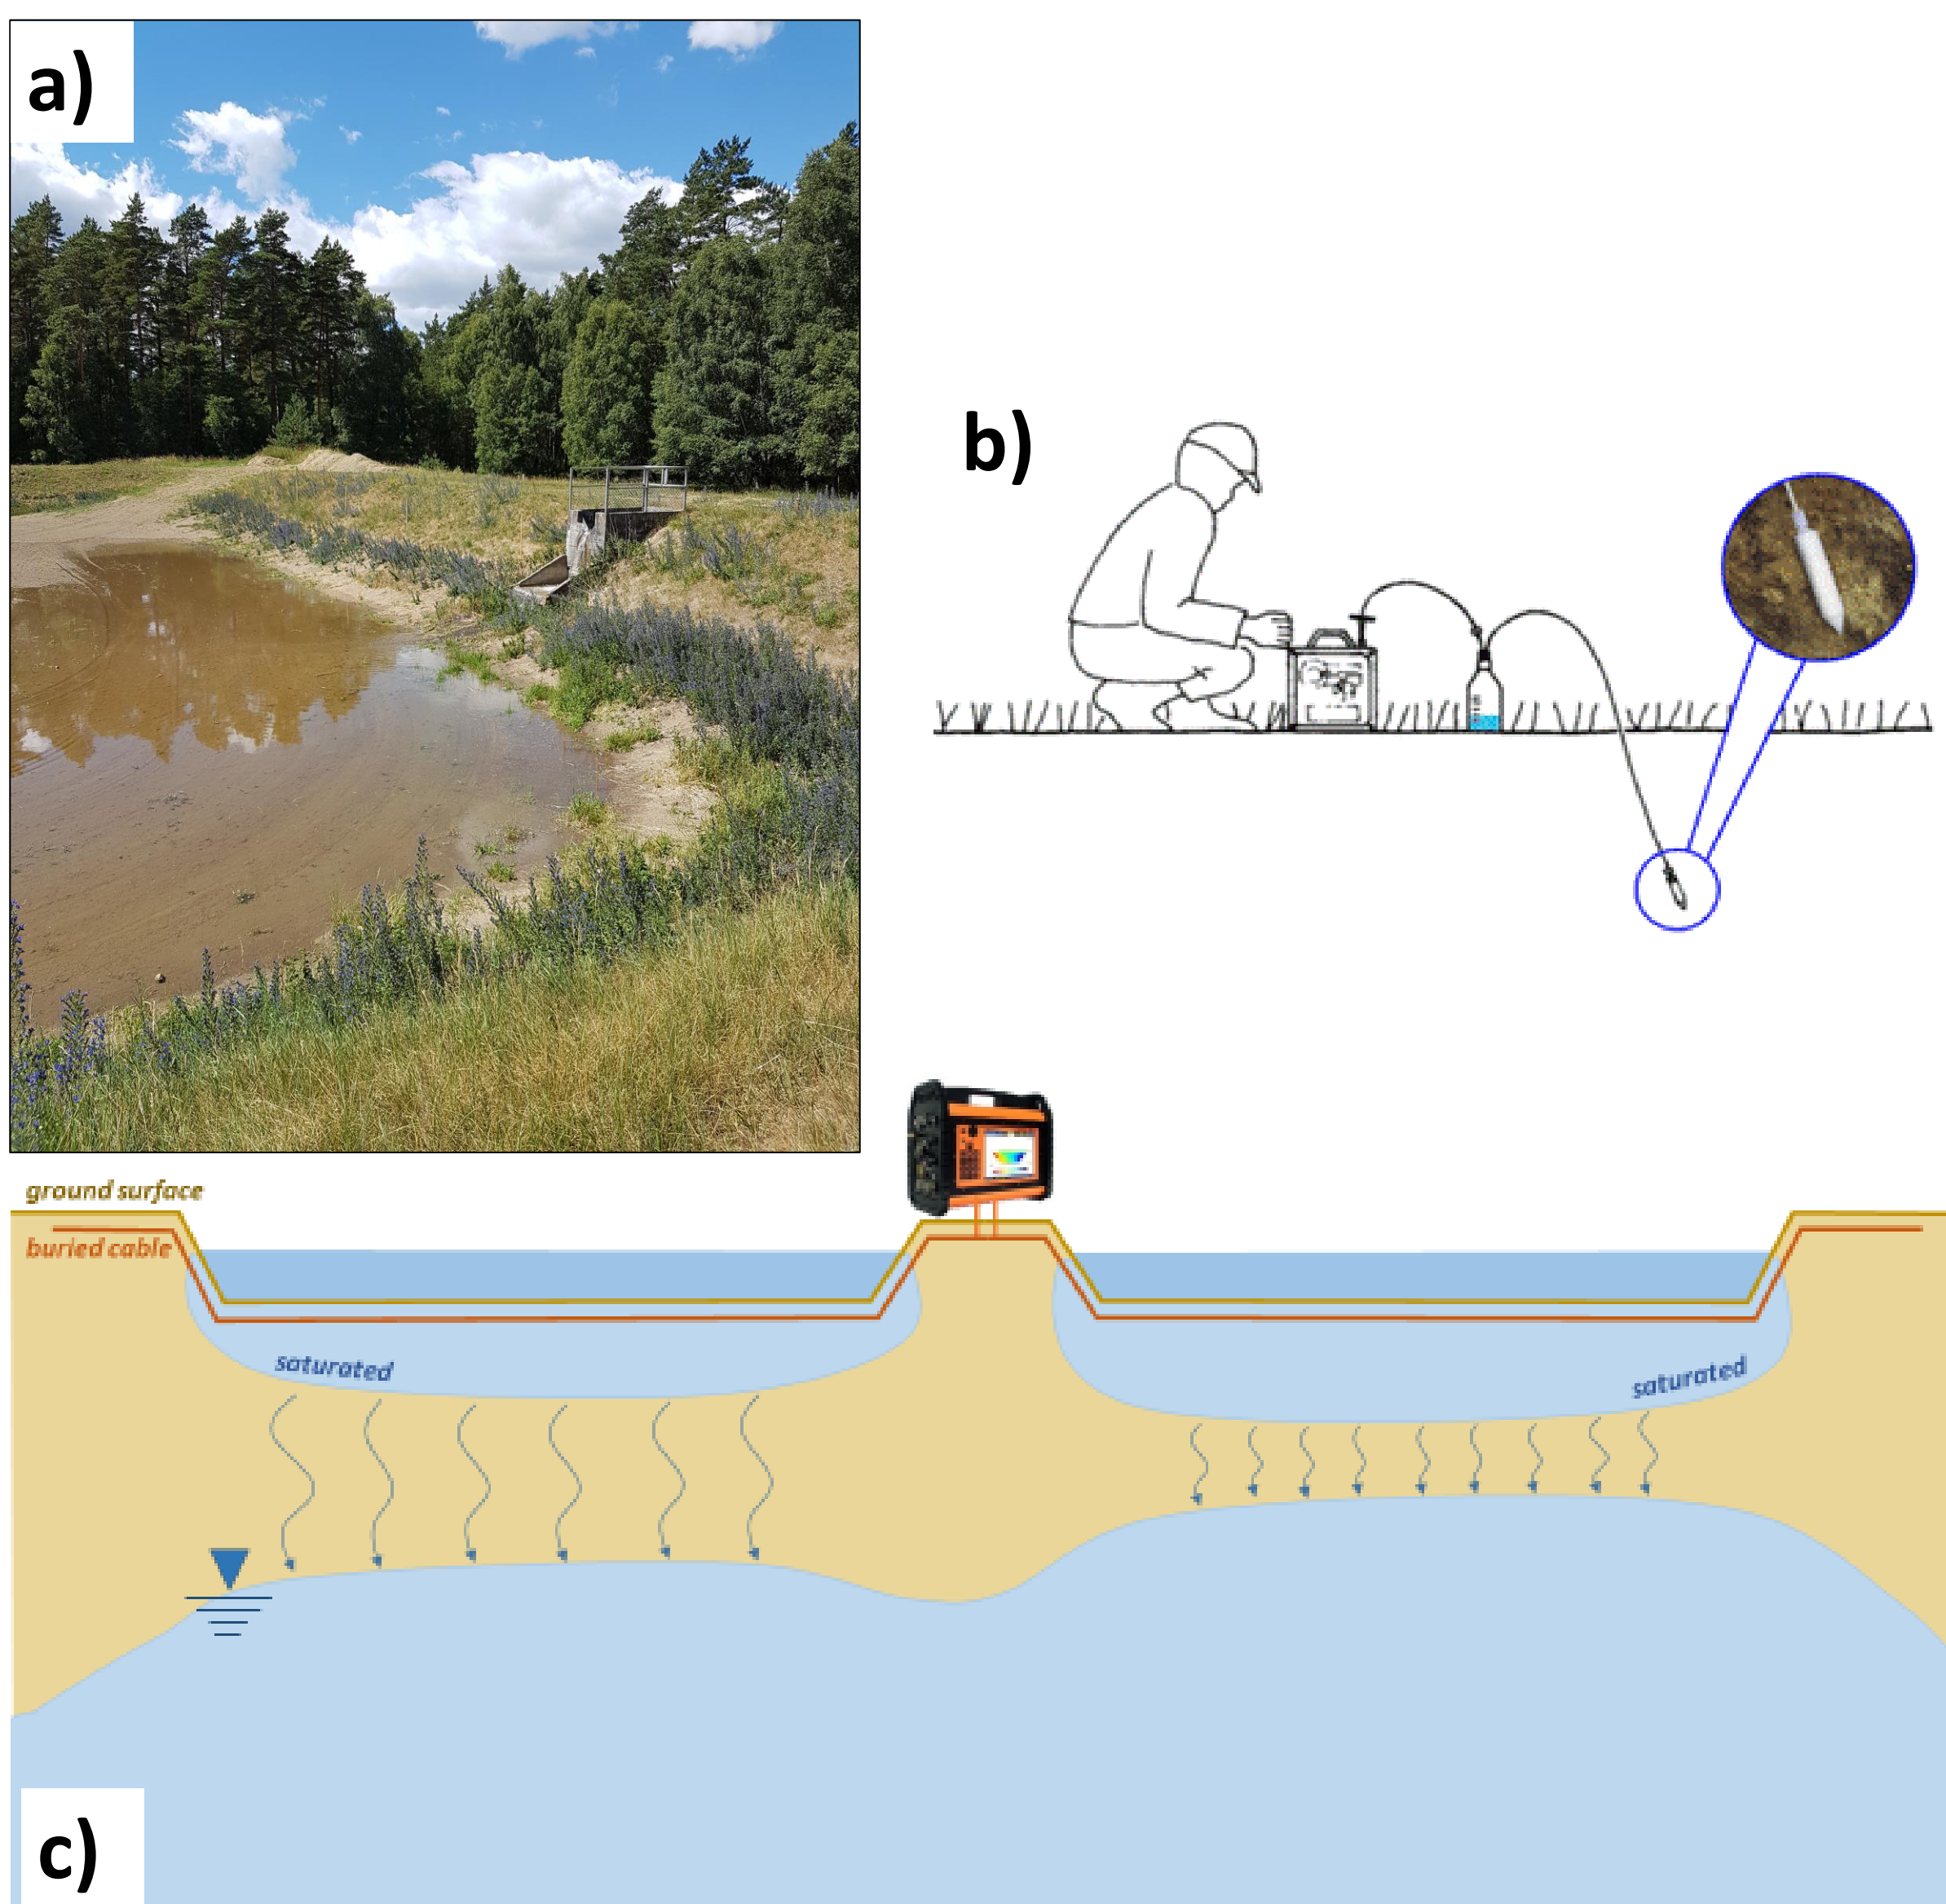 a)
b)
ground surface
buried cable
saturated
saturated
c)